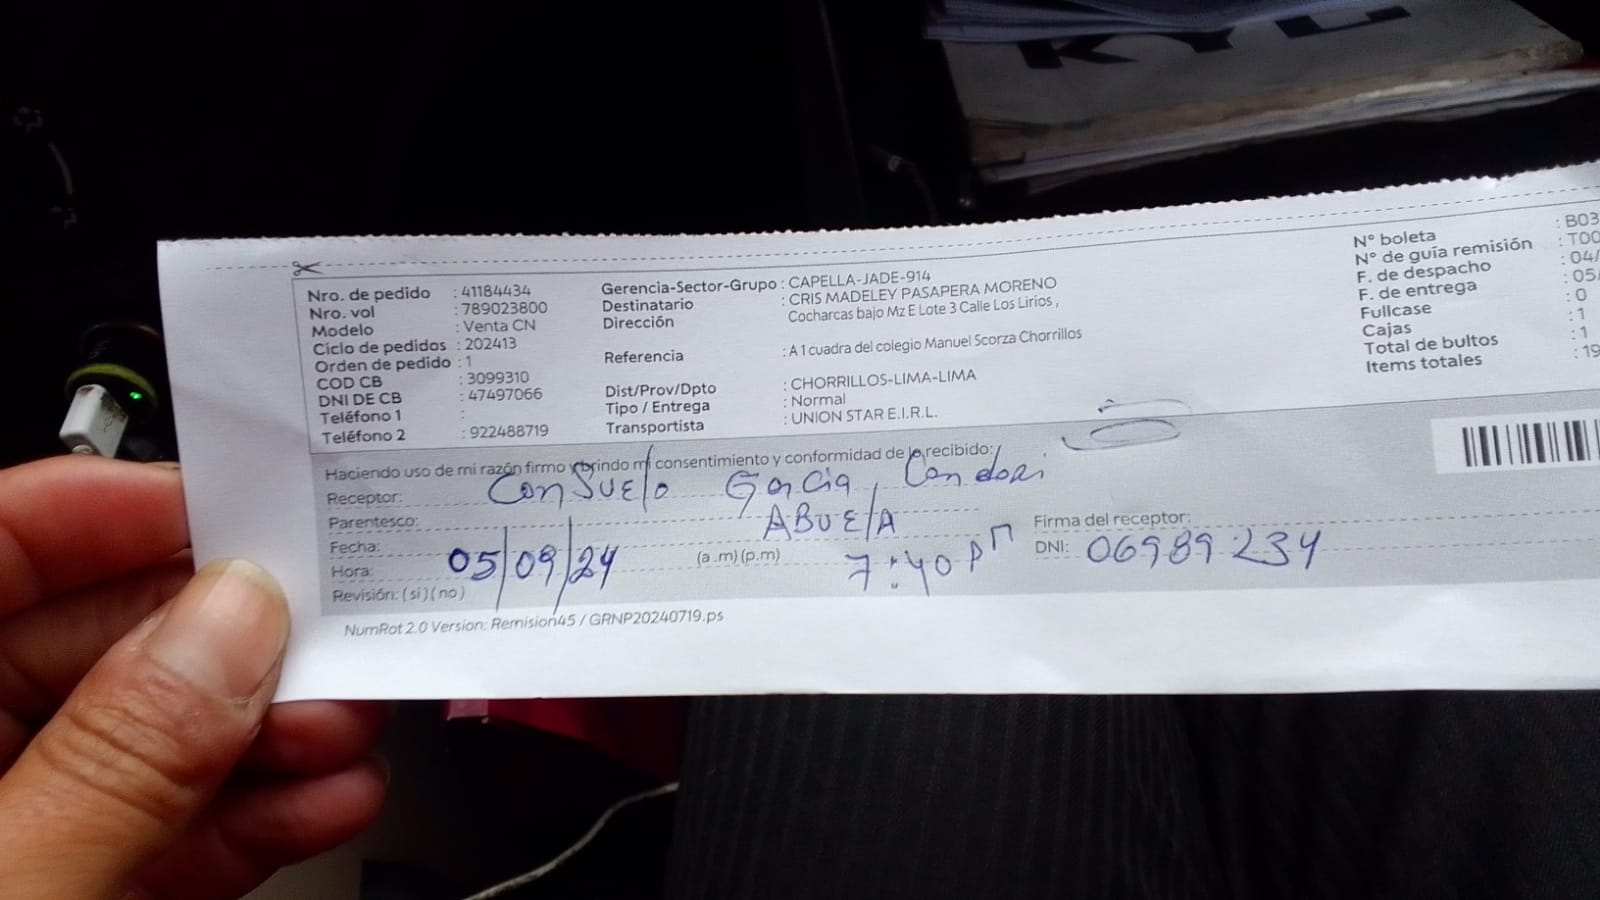 KYL
Nro. de pedido : 41184434
Nro. vol : 789023800
Modelo : Venta CN
Ciclo de pedidos : 202413
Orden de pedido : 1
COD CB : 3099310
DNI DE CB : 47497066
Teléfono 1 :
Teléfono 2 : 922488719
Gerencia-Sector-Grupo : CAPELLA-JADE-914
Destinatario : CRIS MADELEY PASAPERA MORENO
Dirección : Cocharcas bajo Mz E Lote 3 Calle Los Lirios ,
Referencia : A 1 cuadra del colegio Manuel Scorza Chorrillos
Dist/Prov/Dpto : CHORRILLOS-LIMA-LIMA
Tipo / Entrega : Normal
Transportista : UNION STAR E.I.R.L.
N° boleta : B03
N° de guía remisión : T00
F. de despacho : 04/
F. de entrega : 05/
Fullcase : 0
Cajas : 1
Total de bultos : 1
Items totales : 19
Haciendo uso de mi razón firmo y brindo mi consentimiento y conformidad de lo recibido:
Receptor: Consuelo Garcia, Condori
Parentesco: ABUELA
Fecha: 05/09/24
Hora: (a.m)(p.m) 7:40 PM
Revisión: (si) (no)
Firma del receptor:
DNI: 06989234
NumRot 2.0 Version: Remision45 / GRNP20240719.ps